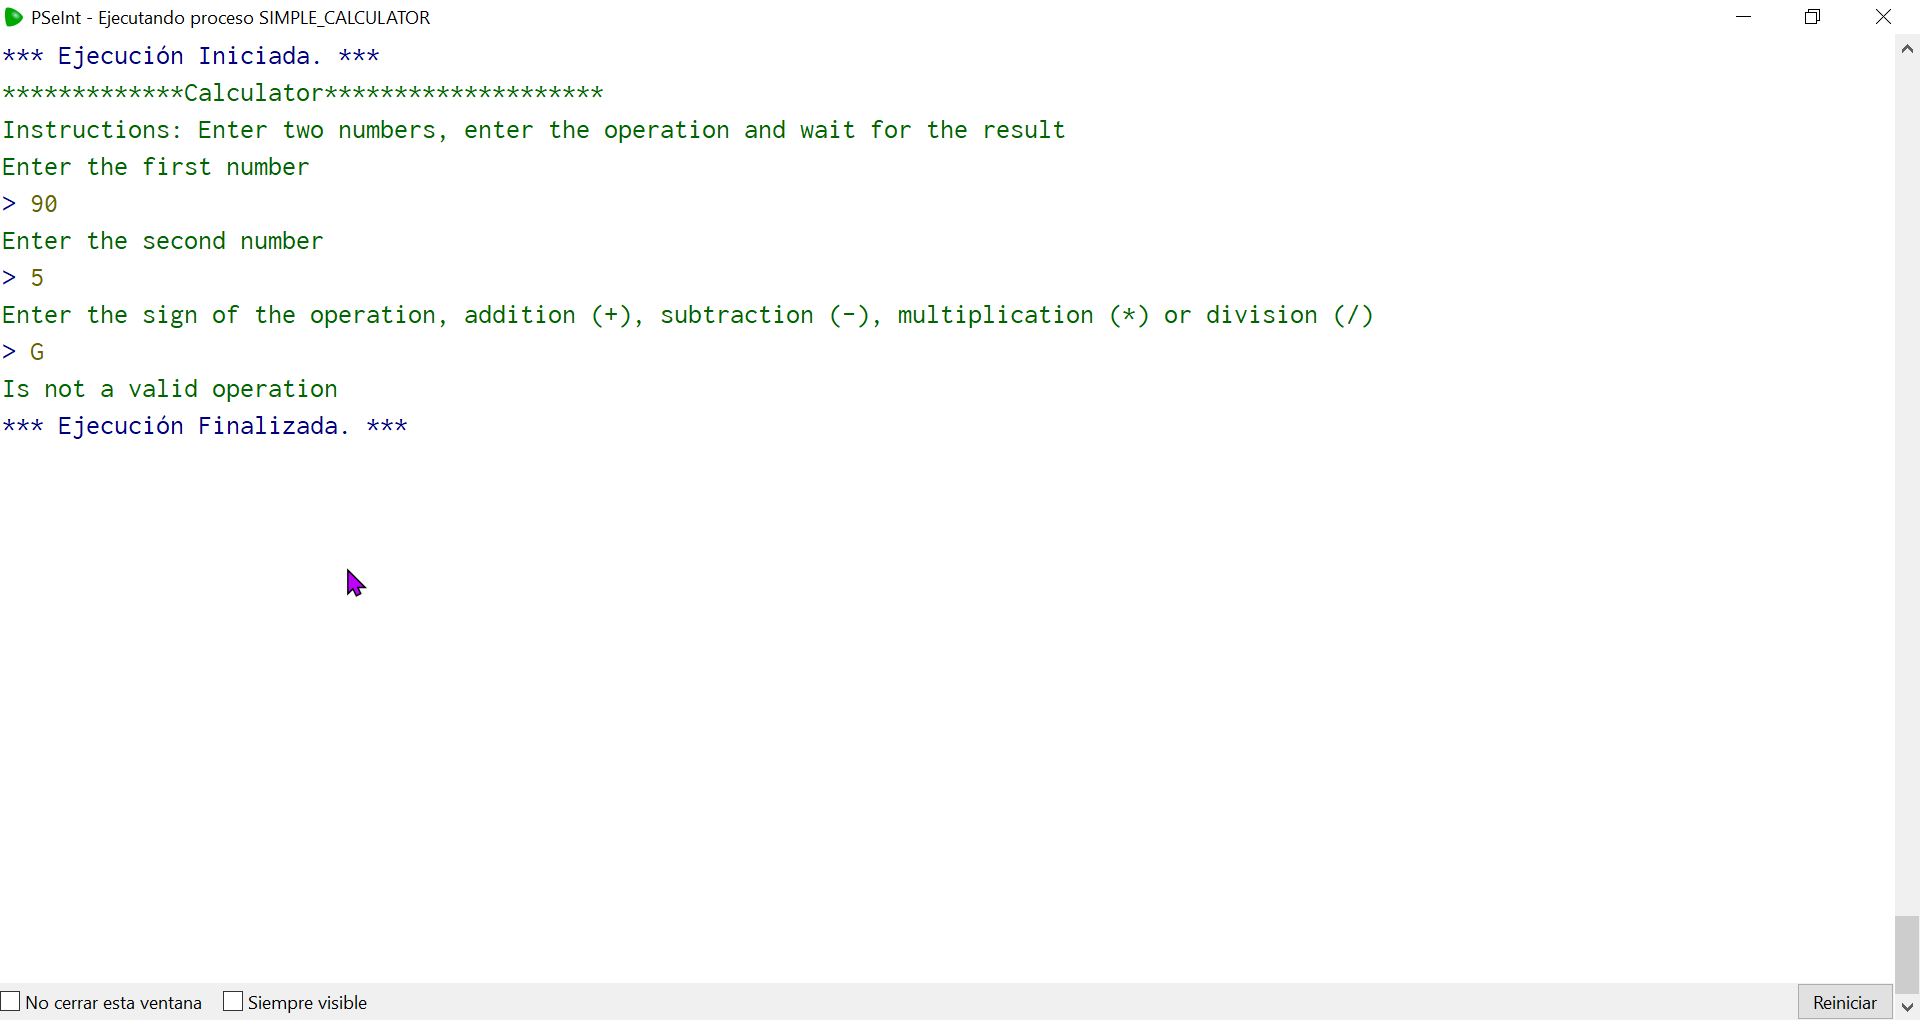 PSeInt - Ejecutando proceso SIMPLE_CALCULATOR
*** Ejecución Iniciada. ***
*************Calculator********************
Instructions: Enter two numbers, enter the operation and wait for the result
Enter the first number
> 90
Enter the second number
> 5
Enter the sign of the operation, addition (+), subtraction (-), multiplication (*) or division (/)
> G
Is not a valid operation
*** Ejecución Finalizada. ***
No cerrar esta ventana Siempre visible Reiniciar